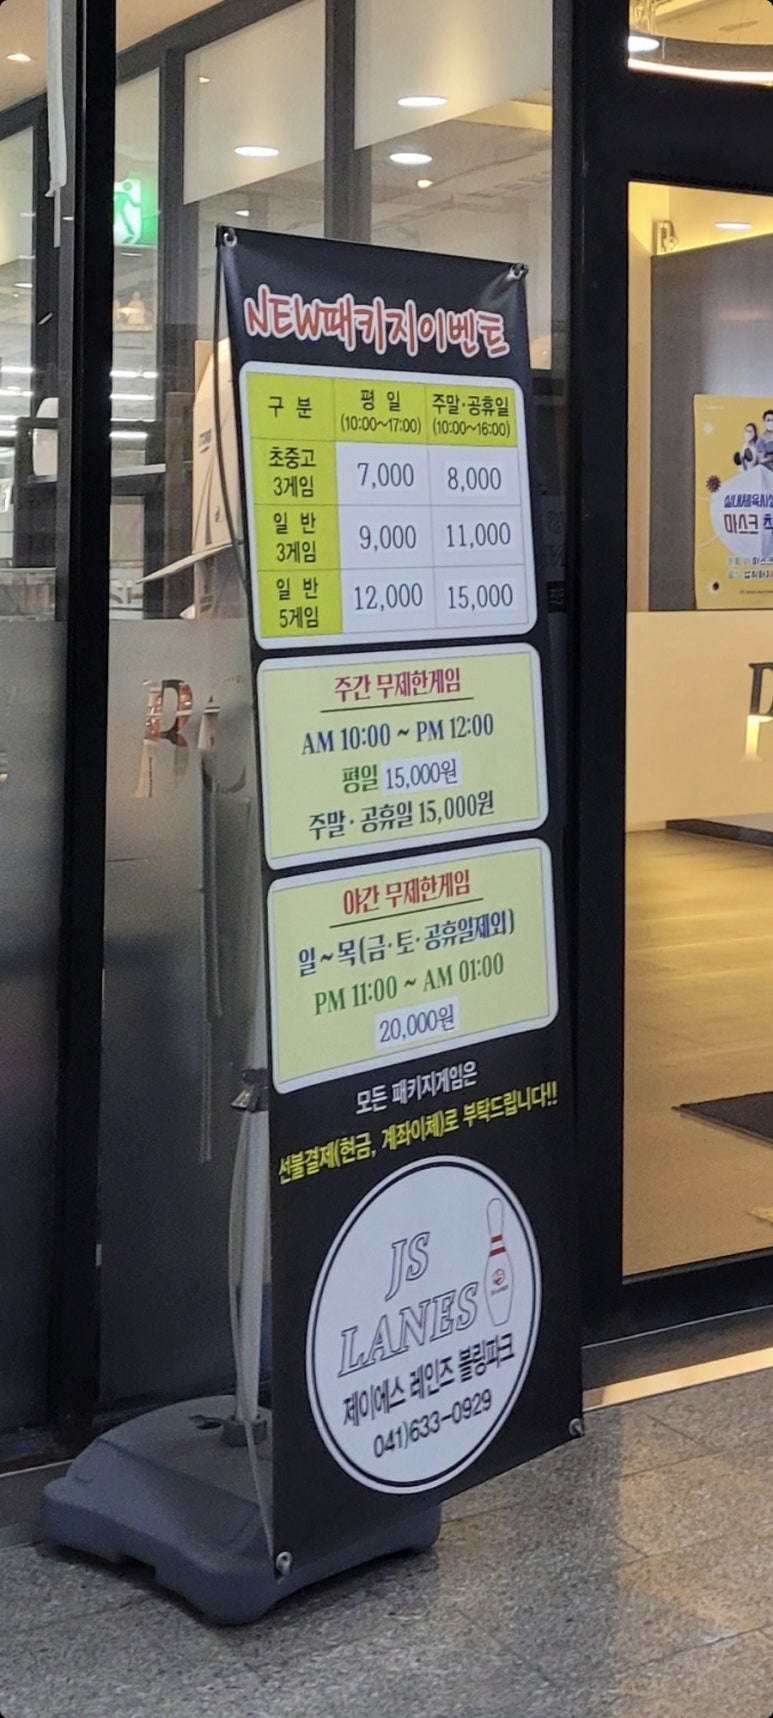 NEW패키지이벤트
구 분 평 일 주말·공휴일
(10:00~17:00) (10:00~16:00)
초중고
3게임 7,000 8,000
일 반
3게임 9,000 11,000
일 반
5게임 12,000 15,000
주간 무제한게임
AM 10:00 ~ PM 12:00
평일 15,000원
주말·공휴일 15,000원
야간 무제한게임
일~목(금·토·공휴일제외)
PM 11:00 ~ AM 01:00
20,000원
모든 패키지게임은
선불결제(현금, 계좌이체)로 부탁드립니다!!
JS
LANES
제이에스 레인즈 볼링파크
041)633-0929
마스크